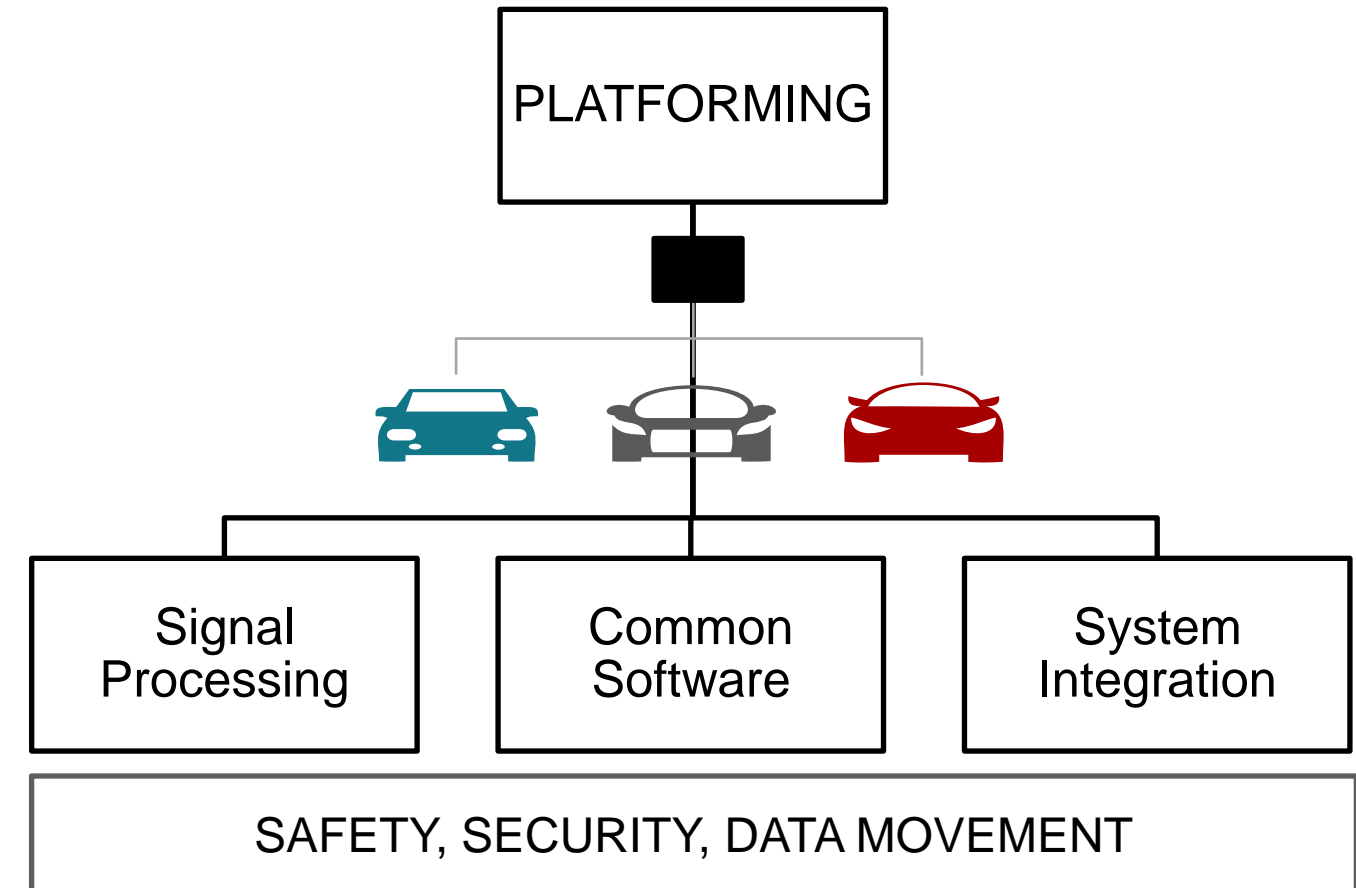 PLATFORMING
Signal
Processing
Common
Software
System
Integration
SAFETY, SECURITY, DATA MOVEMENT